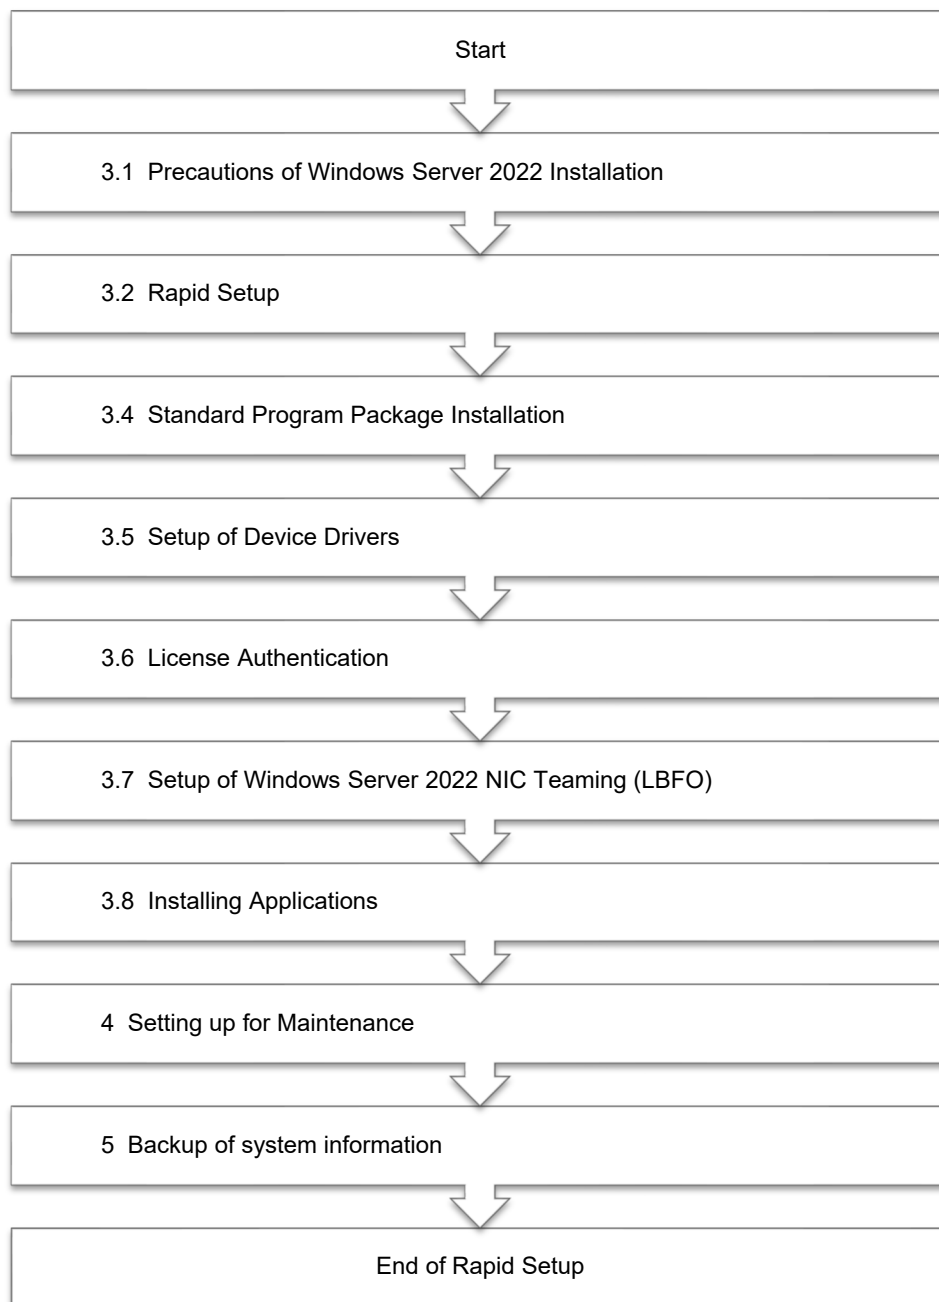 Start
3.1 Precautions of Windows Server 2022 Installation
3.2 Rapid Setup
3.4 Standard Program Package Installation
3.5 Setup of Device Drivers
3.6 License Authentication
3.7 Setup of Windows Server 2022 NIC Teaming (LBFO)
3.8 Installing Applications
4 Setting up for Maintenance
5 Backup of system information
End of Rapid Setup